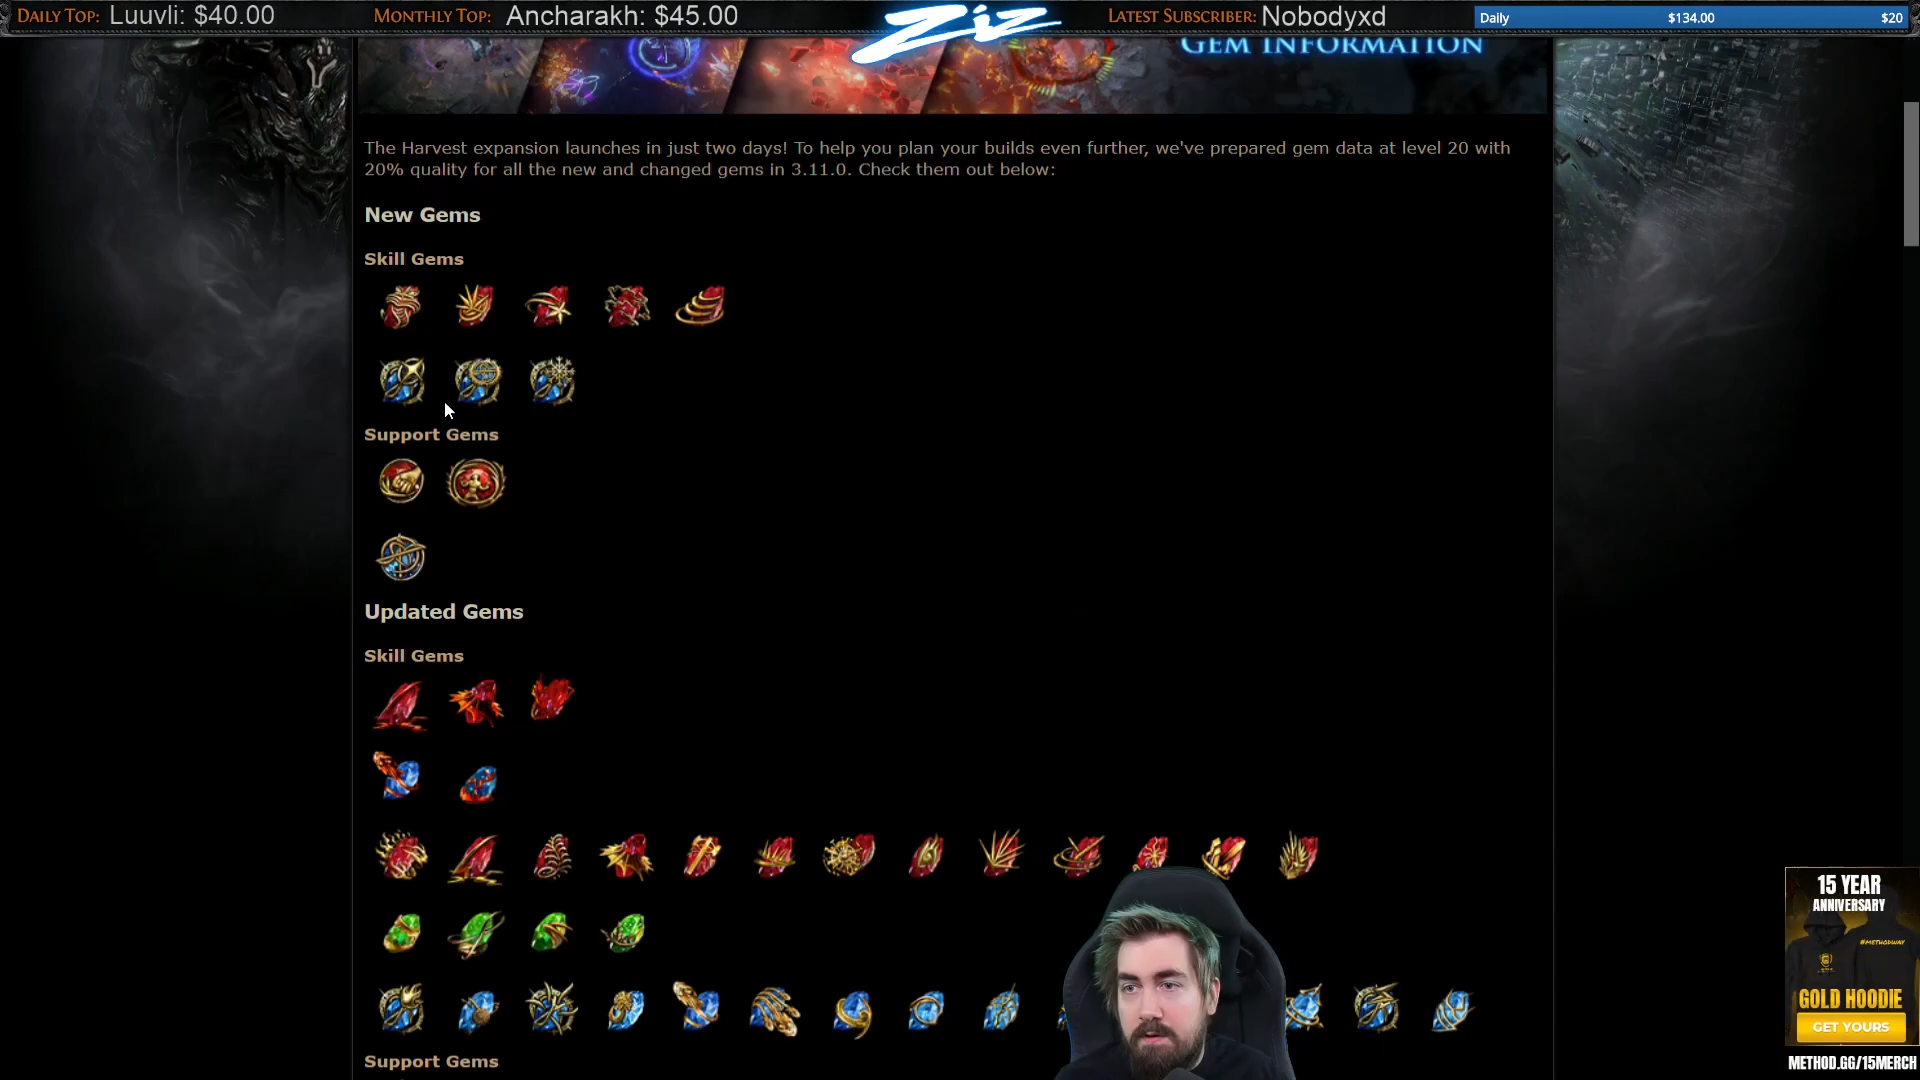 DAILY TOP: Luuvli: $40.00 MONTHLY TOP: Ancharakh: $45.00 Ziz LATEST SUBSCRIBER: Nobodyxd Daily $134.00 $20
GEM INFORMATION
The Harvest expansion launches in just two days! To help you plan your builds even further, we've prepared gem data at level 20 with
20% quality for all the new and changed gems in 3.11.0. Check them out below:
New Gems
Skill Gems
Support Gems
Updated Gems
Skill Gems
Support Gems
15 YEAR
ANNIVERSARY
#METHODWAY
GOLD HOODIE
GET YOURS
METHOD.GG/15MERCH